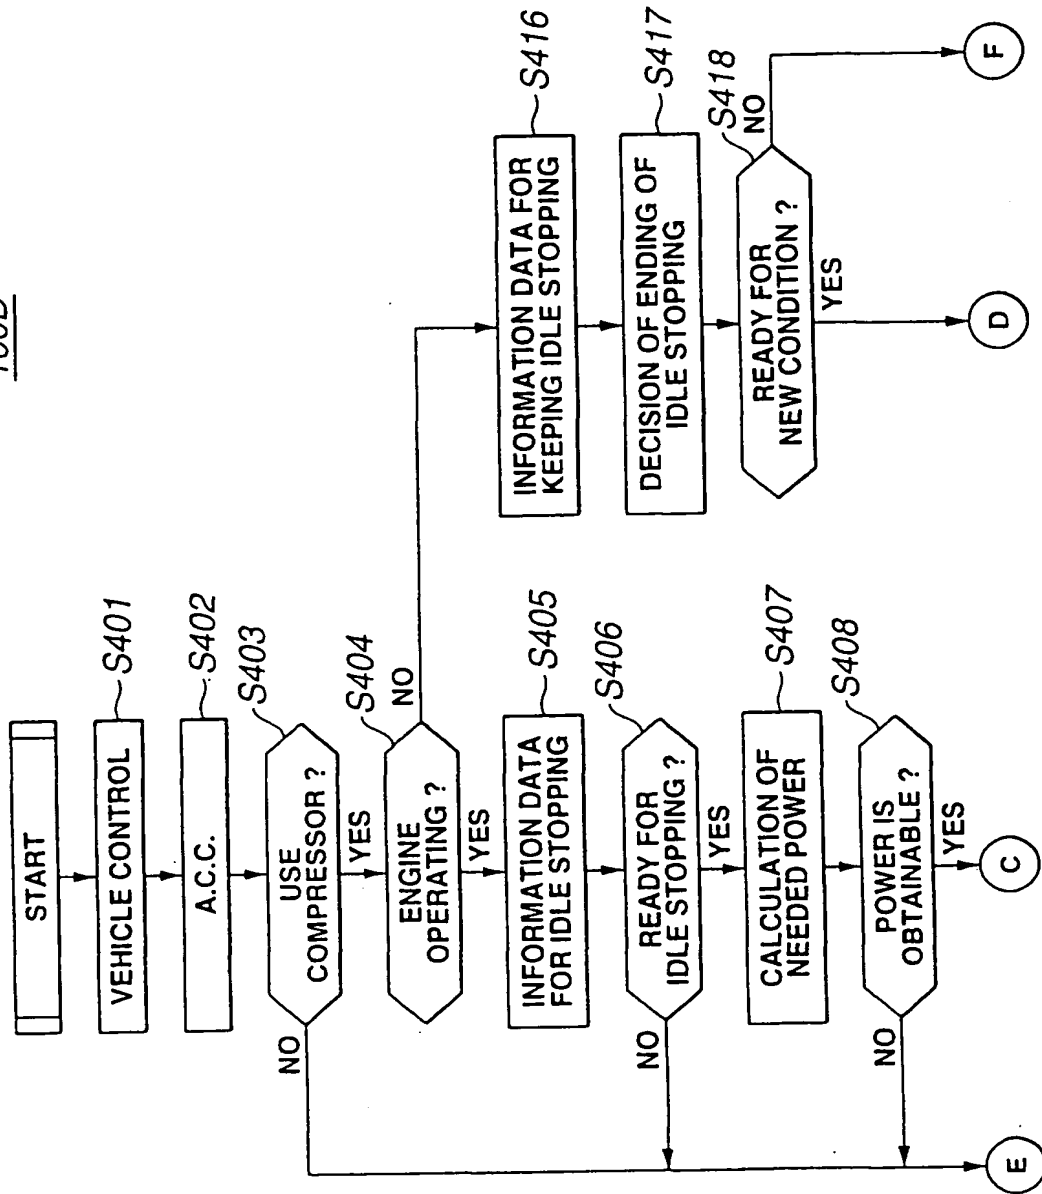 START
VEHICLE CONTROL
S401
A.C.C.
S402
USE
COMPRESSOR ?
S403
NO
YES
ENGINE
OPERATING ?
S404
NO
YES
INFORMATION DATA
FOR IDLE STOPPING
S405
READY FOR
IDLE STOPPING ?
S406
NO
YES
CALCULATION OF
NEEDED POWER
S407
POWER IS
OBTAINABLE ?
S408
NO
YES
E
C
INFORMATION DATA FOR
KEEPING IDLE STOPPING
S416
DECISION OF ENDING OF
IDLE STOPPING
S417
READY FOR
NEW CONDITION ?
S418
NO
YES
D
F